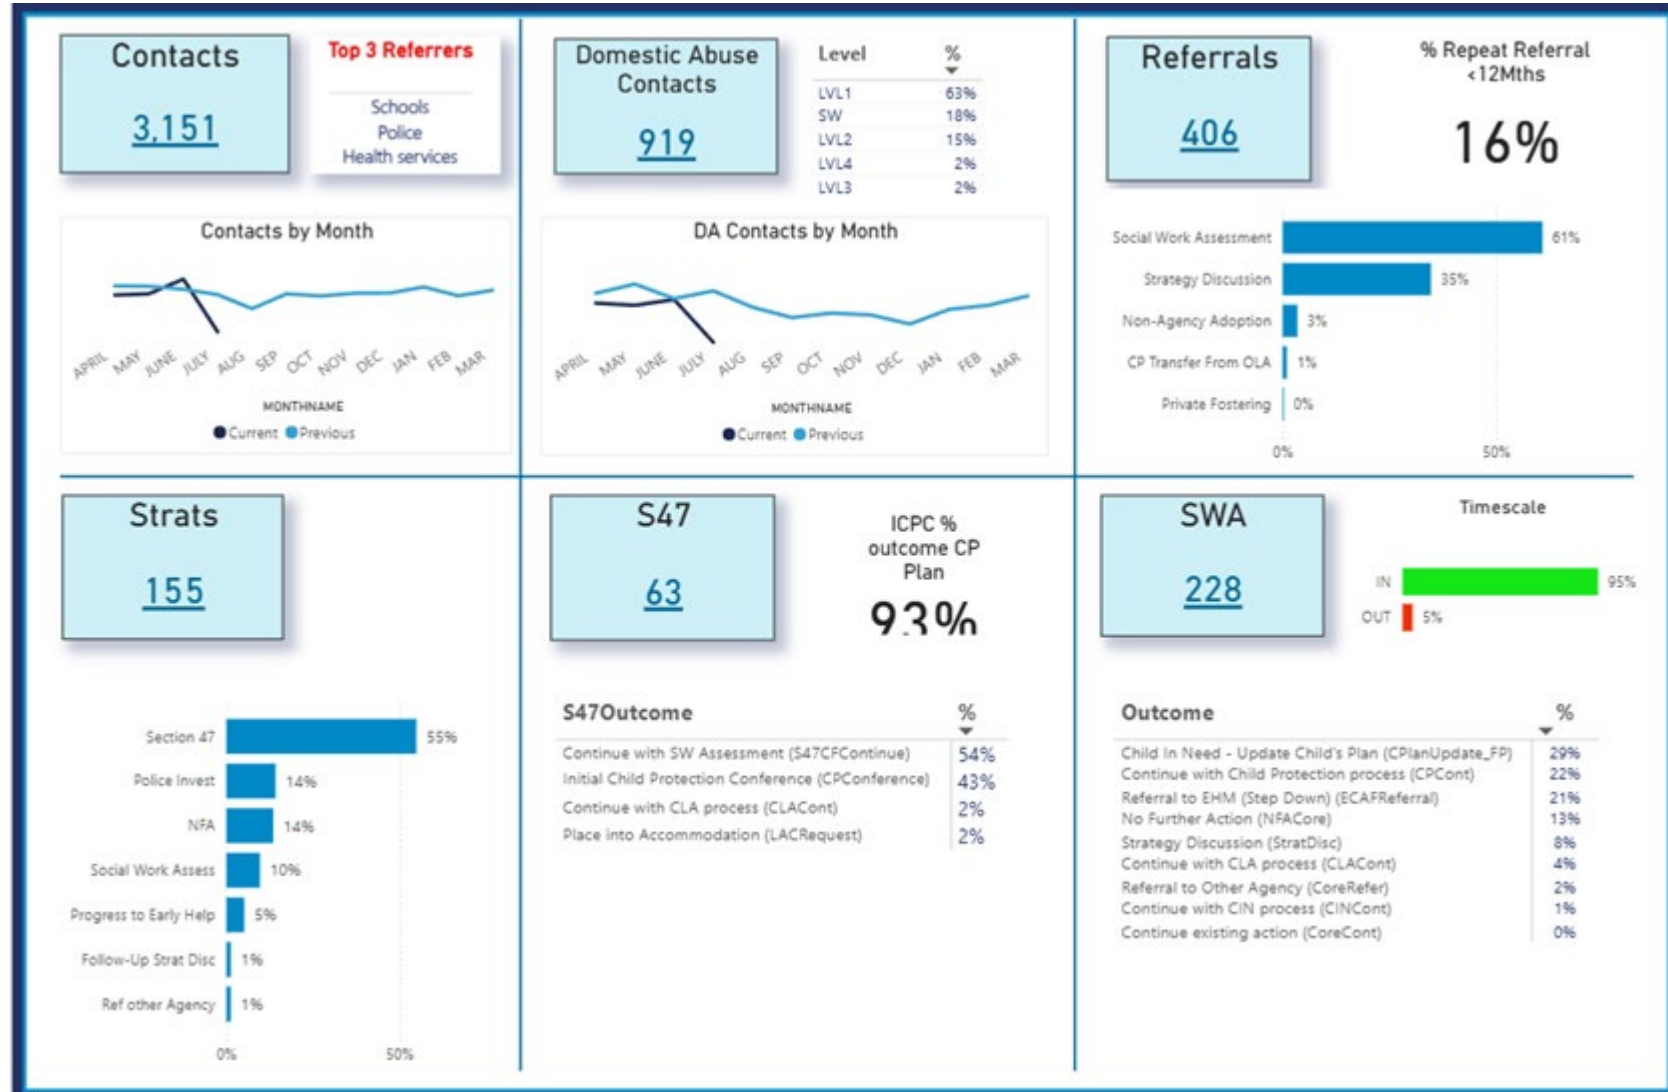 Contacts
3,151
Top 3 Referrers
Schools
Police
Health services
Contacts by Month
APRIL MAY JUNE JULY AUG SEP OCT NOV DEC JAN FEB MAR
MONTHNAME
Current Previous
Domestic Abuse
Contacts
919
Level %
LVL1 63%
SW 18%
LVL2 15%
LVL4 2%
LVL3 2%
DA Contacts by Month
APRIL MAY JUNE JULY AUG SEP OCT NOV DEC JAN FEB MAR
MONTHNAME
Current Previous
Referrals
406
% Repeat Referral
<12Mths
16%
Social Work Assessment 61%
Strategy Discussion 35%
Non-Agency Adoption 3%
CP Transfer From OLA 1%
Private Fostering 0%
0% 50%
Strats
155
Section 47 55%
Police Invest 14%
NFA 14%
Social Work Assess 10%
Progress to Early Help 5%
Follow-Up Strat Disc 1%
Ref other Agency 1%
0% 50%
S47
63
ICPC %
outcome CP
Plan
93%
S47Outcome %
Continue with SW Assessment (S47CFContinue) 54%
Initial Child Protection Conference (CPConference) 43%
Continue with CLA process (CLACont) 2%
Place into Accommodation (LACRequest) 2%
SWA
228
Timescale
IN 95%
OUT 5%
Outcome %
Child In Need - Update Child's Plan (CPlanUpdate_FP) 29%
Continue with Child Protection process (CPCont) 22%
Referral to EHM (Step Down) (ECAFReferral) 21%
No Further Action (NFACore) 13%
Strategy Discussion (StratDisc) 8%
Continue with CLA process (CLACont) 4%
Referral to Other Agency (CoreRefer) 2%
Continue with CIN process (CINCont) 1%
Continue existing action (CoreCont) 0%